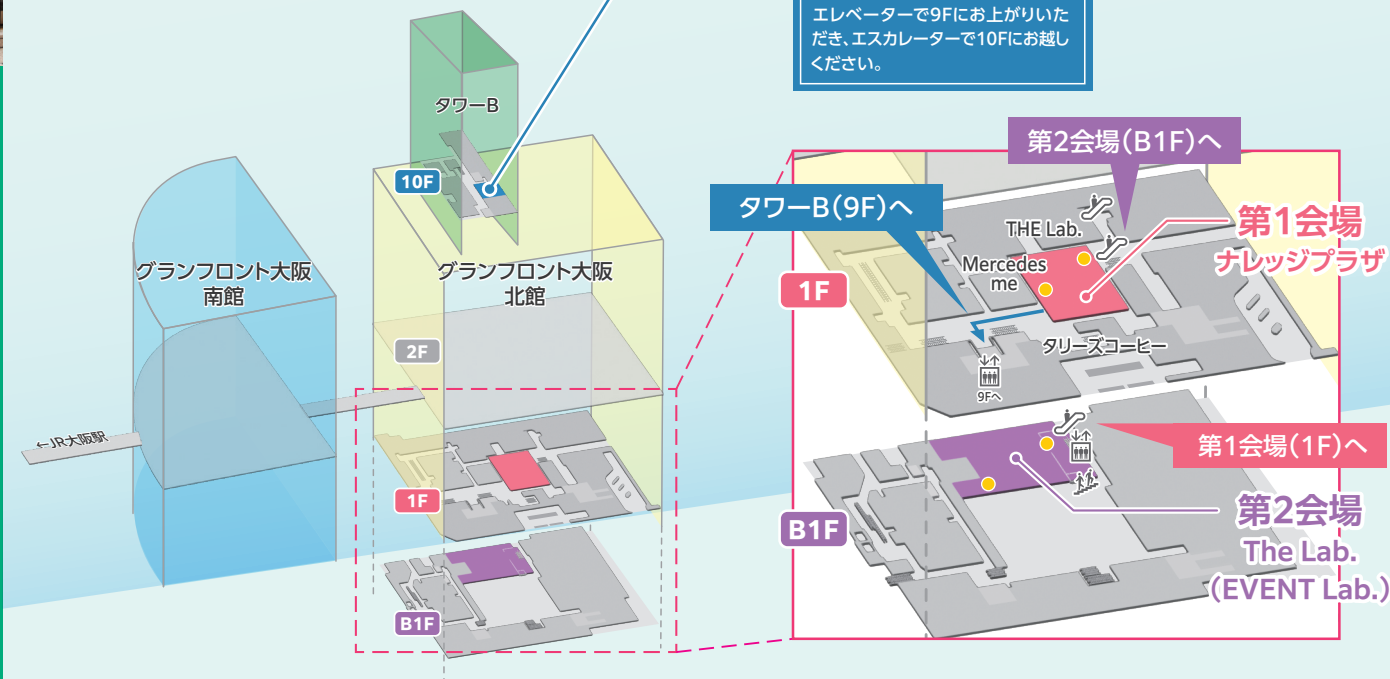 エレベーターで9Fにお上がりいた
だき、エスカレーターで10Fにお越し
ください。
タワーB
10F
グランフロント大阪
南館
グランフロント大阪
北館
2F
←JR大阪駅
1F
B1F
第2会場(B1F)へ
タワーB(9F)へ
THE Lab.
第1会場
ナレッジプラザ
Mercedes
me
1F
タリーズコーヒー
9Fへ
第1会場(1F)へ
B1F
第2会場
The Lab.
(EVENT Lab.)